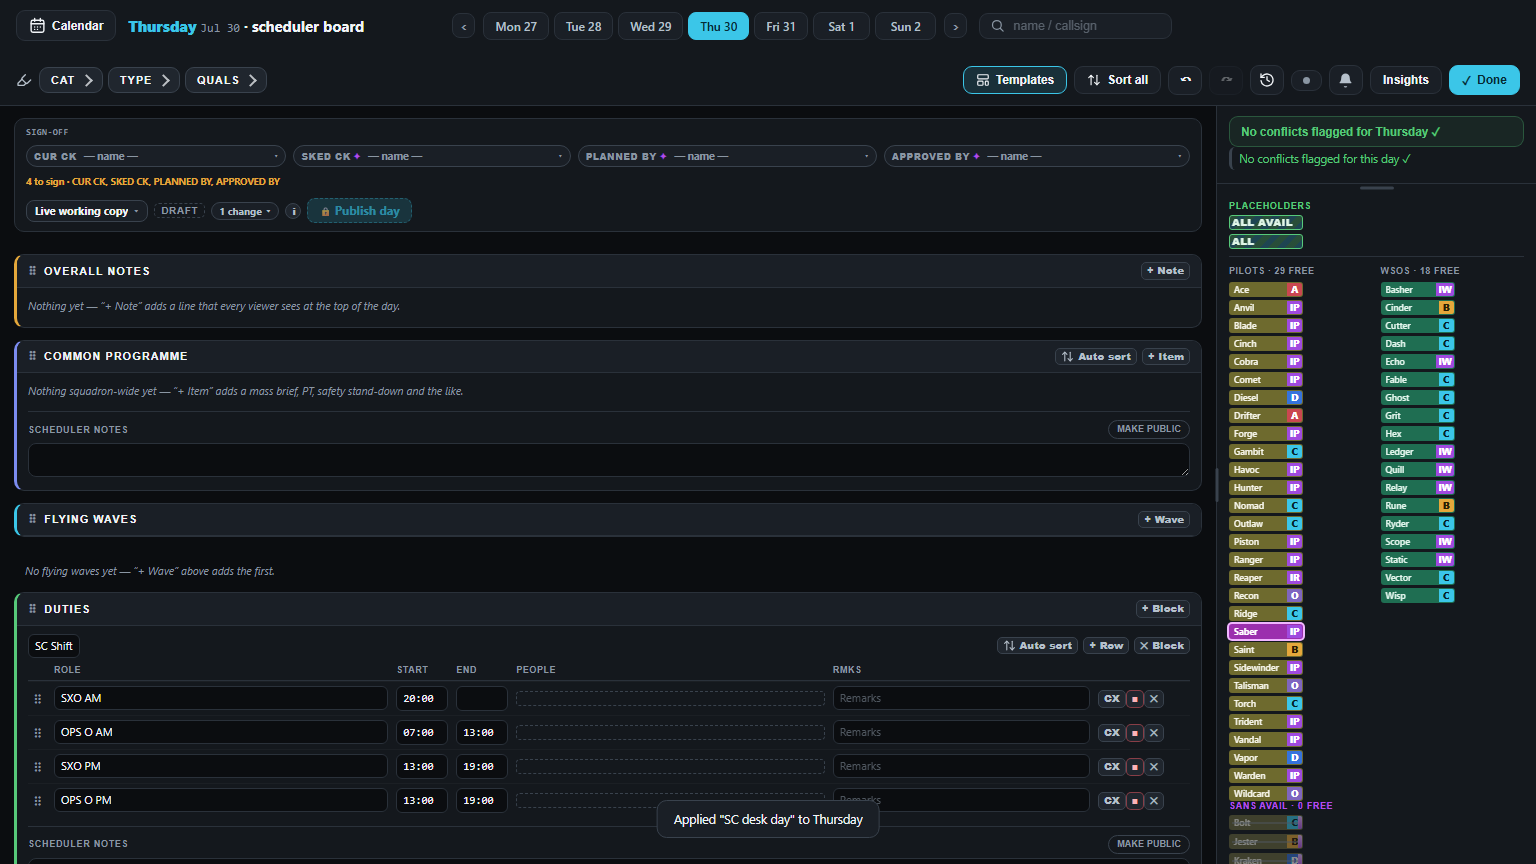 Calendar
Thursday Jul 30 · scheduler board
‹ Mon 27 Tue 28 Wed 29 Thu 30 Fri 31 Sat 1 Sun 2 ›
name / callsign
CAT TYPE QUALS
Templates Sort all Insights ✓ Done
SIGN-OFF
CUR CK — name — SKED CK ✦ — name — PLANNED BY ✦ — name — APPROVED BY ✦ — name —
4 to sign · CUR CK, SKED CK, PLANNED BY, APPROVED BY
Live working copy DRAFT 1 change i Publish day
OVERALL NOTES + Note
Nothing yet — "+ Note" adds a line that every viewer sees at the top of the day.
COMMON PROGRAMME Auto sort + Item
Nothing squadron-wide yet — "+ Item" adds a mass brief, PT, safety stand-down and the like.
SCHEDULER NOTES MAKE PUBLIC
FLYING WAVES + Wave
No flying waves yet — "+ Wave" above adds the first.
DUTIES + Block
SC Shift Auto sort + Row ✕ Block
ROLE START END PEOPLE RMKS
SXO AM 20:00 Remarks CX ✕
OPS O AM 07:00 13:00 Remarks CX ✕
SXO PM 13:00 19:00 Remarks CX ✕
OPS O PM 13:00 19:00 Remarks CX ✕
Applied "SC desk day" to Thursday
SCHEDULER NOTES MAKE PUBLIC
No conflicts flagged for Thursday ✓
No conflicts flagged for this day ✓
PLACEHOLDERS
ALL AVAIL
ALL
PILOTS · 29 FREE
Ace A
Anvil IP
Blade IP
Cinch IP
Cobra IP
Comet IP
Diesel D
Drifter A
Forge IP
Gambit C
Havoc IP
Hunter IP
Nomad C
Outlaw C
Piston IP
Ranger IP
Reaper IR
Recon O
Ridge C
Saber IP
Saint B
Sidewinder IP
Talisman O
Torch C
Trident IP
Vandal IP
Vapor D
Warden IP
Wildcard O
WSOS · 18 FREE
Basher IW
Cinder B
Cutter C
Dash C
Echo IW
Fable C
Ghost C
Grit C
Hex C
Ledger IW
Quill IW
Relay IW
Rune B
Ryder C
Scope IW
Static IW
Vector C
Wisp C
SANS AVAIL · 0 FREE
Bolt C
Jester B
Kraken D